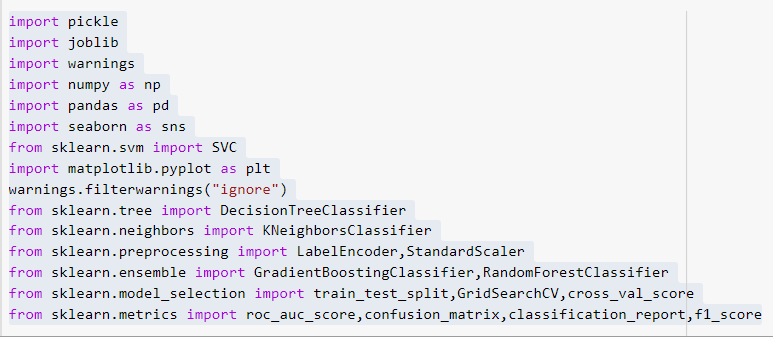 import pickle
import joblib
import warnings
import numpy as np
import pandas as pd
import seaborn as sns
from sklearn.svm import SVC
import matplotlib.pyplot as plt
warnings.filterwarnings("ignore")
from sklearn.tree import DecisionTreeClassifier
from sklearn.neighbors import KNeighborsClassifier
from sklearn.preprocessing import LabelEncoder,StandardScaler
from sklearn.ensemble import GradientBoostingClassifier,RandomForestClassifier
from sklearn.model_selection import train_test_split,GridSearchCV,cross_val_score
from sklearn.metrics import roc_auc_score,confusion_matrix,classification_report,f1_score